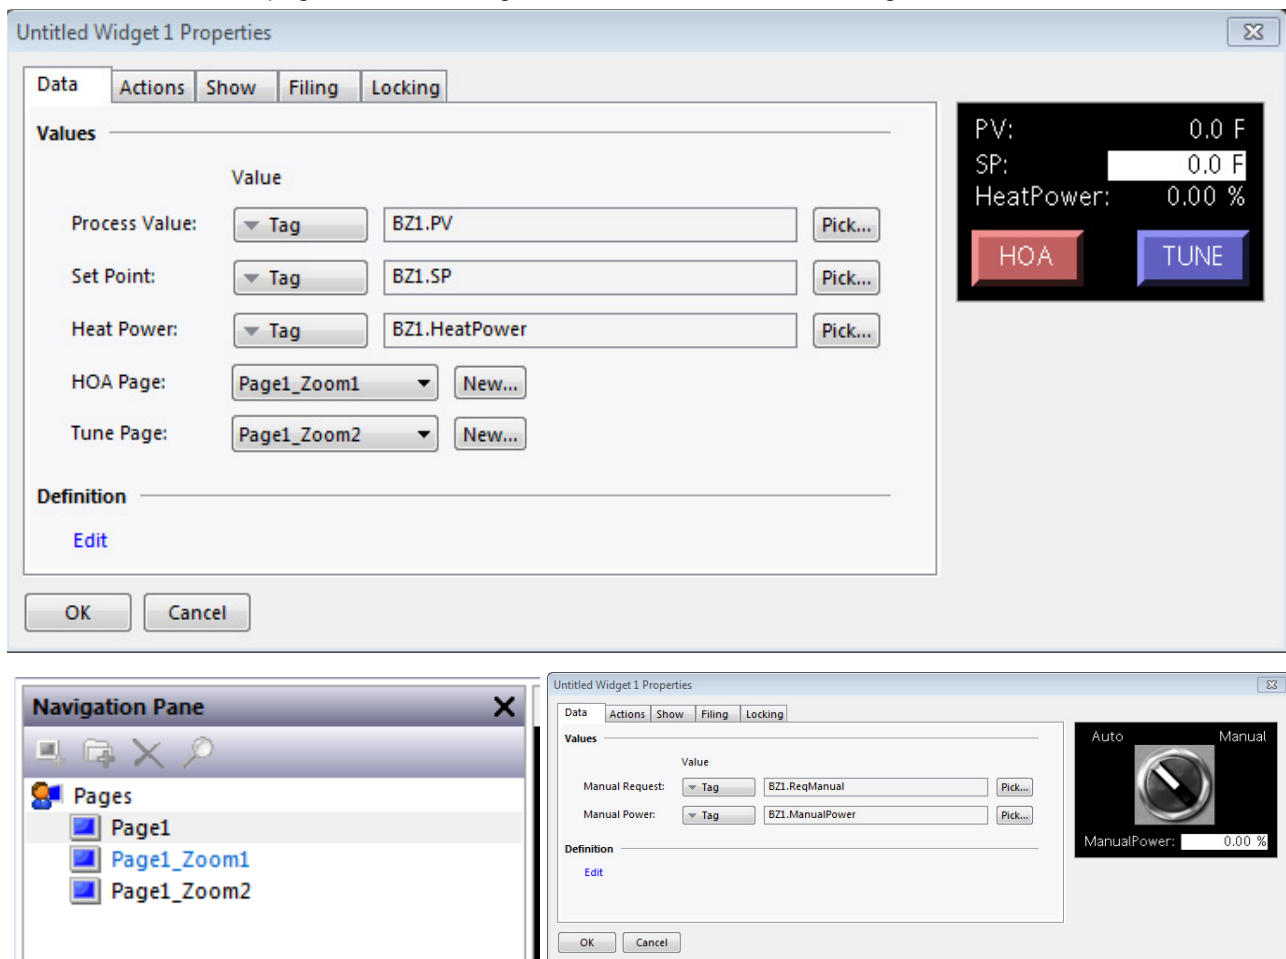 Untitled Widget 1 Properties
Data Actions Show Filing Locking
Values
Value
Process Value: Tag BZ1.PV Pick...
Set Point: Tag BZ1.SP Pick...
Heat Power: Tag BZ1.HeatPower Pick...
HOA Page: Page1_Zoom1 New...
Tune Page: Page1_Zoom2 New...
Definition
Edit
OK Cancel
PV: 0.0 F
SP: 0.0 F
HeatPower: 0.00 %
HOA TUNE
Navigation Pane
Pages
Page1
Page1_Zoom1
Page1_Zoom2
Untitled Widget 1 Properties
Data Actions Show Filing Locking
Values
Value
Manual Request: Tag BZ1.ReqManual Pick...
Manual Power: Tag BZ1.ManualPower Pick...
Definition
Edit
OK Cancel
Auto Manual
ManualPower: 0.00 %